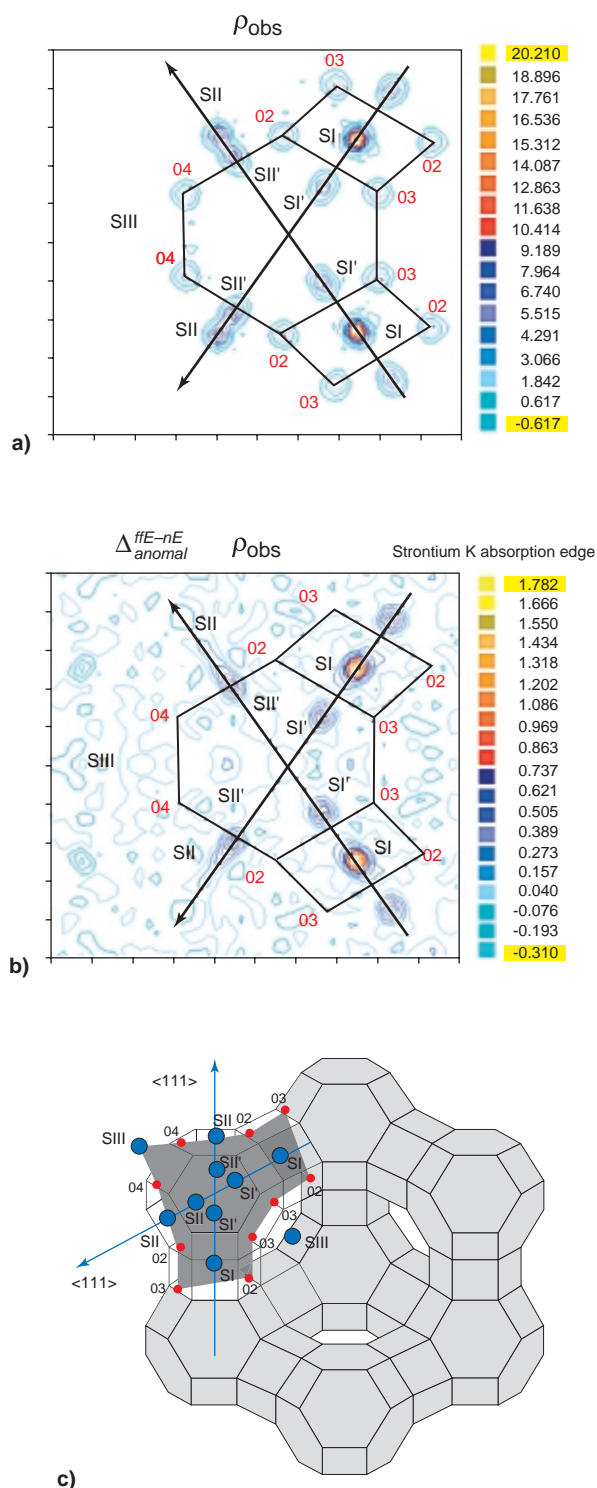 ρobs
03
SII
02
SI
04
SII'
SI'
02
03
SIII
04
SI'
03
SII'
02
SII
SI
02
03
20.210
18.896
17.761
16.536
15.312
14.087
12.863
11.638
10.414
9.189
7.964
6.740
5.515
4.291
3.066
1.842
0.617
-0.617
a)
Δ ffE–nE anomal ρobs Strontium K absorption edge
03
SII
02
SI
02
SII'
04
SI'
03
SIII
SII'
SI'
04
03
SII
SI
02
02
03
1.782
1.666
1.550
1.434
1.318
1.202
1.086
0.969
0.863
0.737
0.621
0.505
0.389
0.273
0.157
0.040
-0.076
-0.193
-0.310
b)
<111>
03
SII
02
SIII
04
SI
SII'
04
SI'
02
SII
SI'
03
SII
03
SIII
02
SI
<111>
03
02
c)